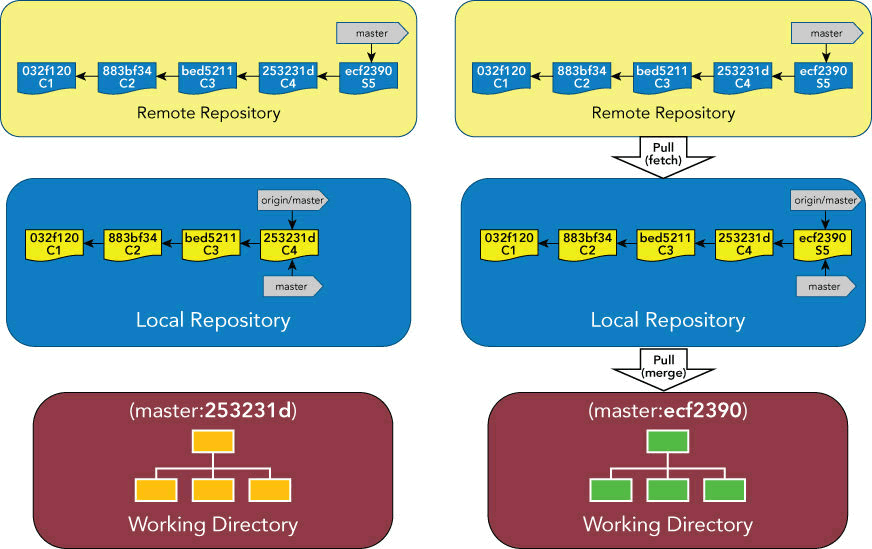 master
032f120
C1
883bf34
C2
bed5211
C3
253231d
C4
ecf2390
S5
Remote Repository
origin/master
032f120
C1
883bf34
C2
bed5211
C3
253231d
C4
master
Local Repository
(master:253231d)
Working Directory
master
032f120
C1
883bf34
C2
bed5211
C3
253231d
C4
ecf2390
S5
Remote Repository
Pull
(fetch)
origin/master
032f120
C1
883bf34
C2
bed5211
C3
253231d
C4
ecf2390
S5
master
Local Repository
Pull
(merge)
(master:ecf2390)
Working Directory